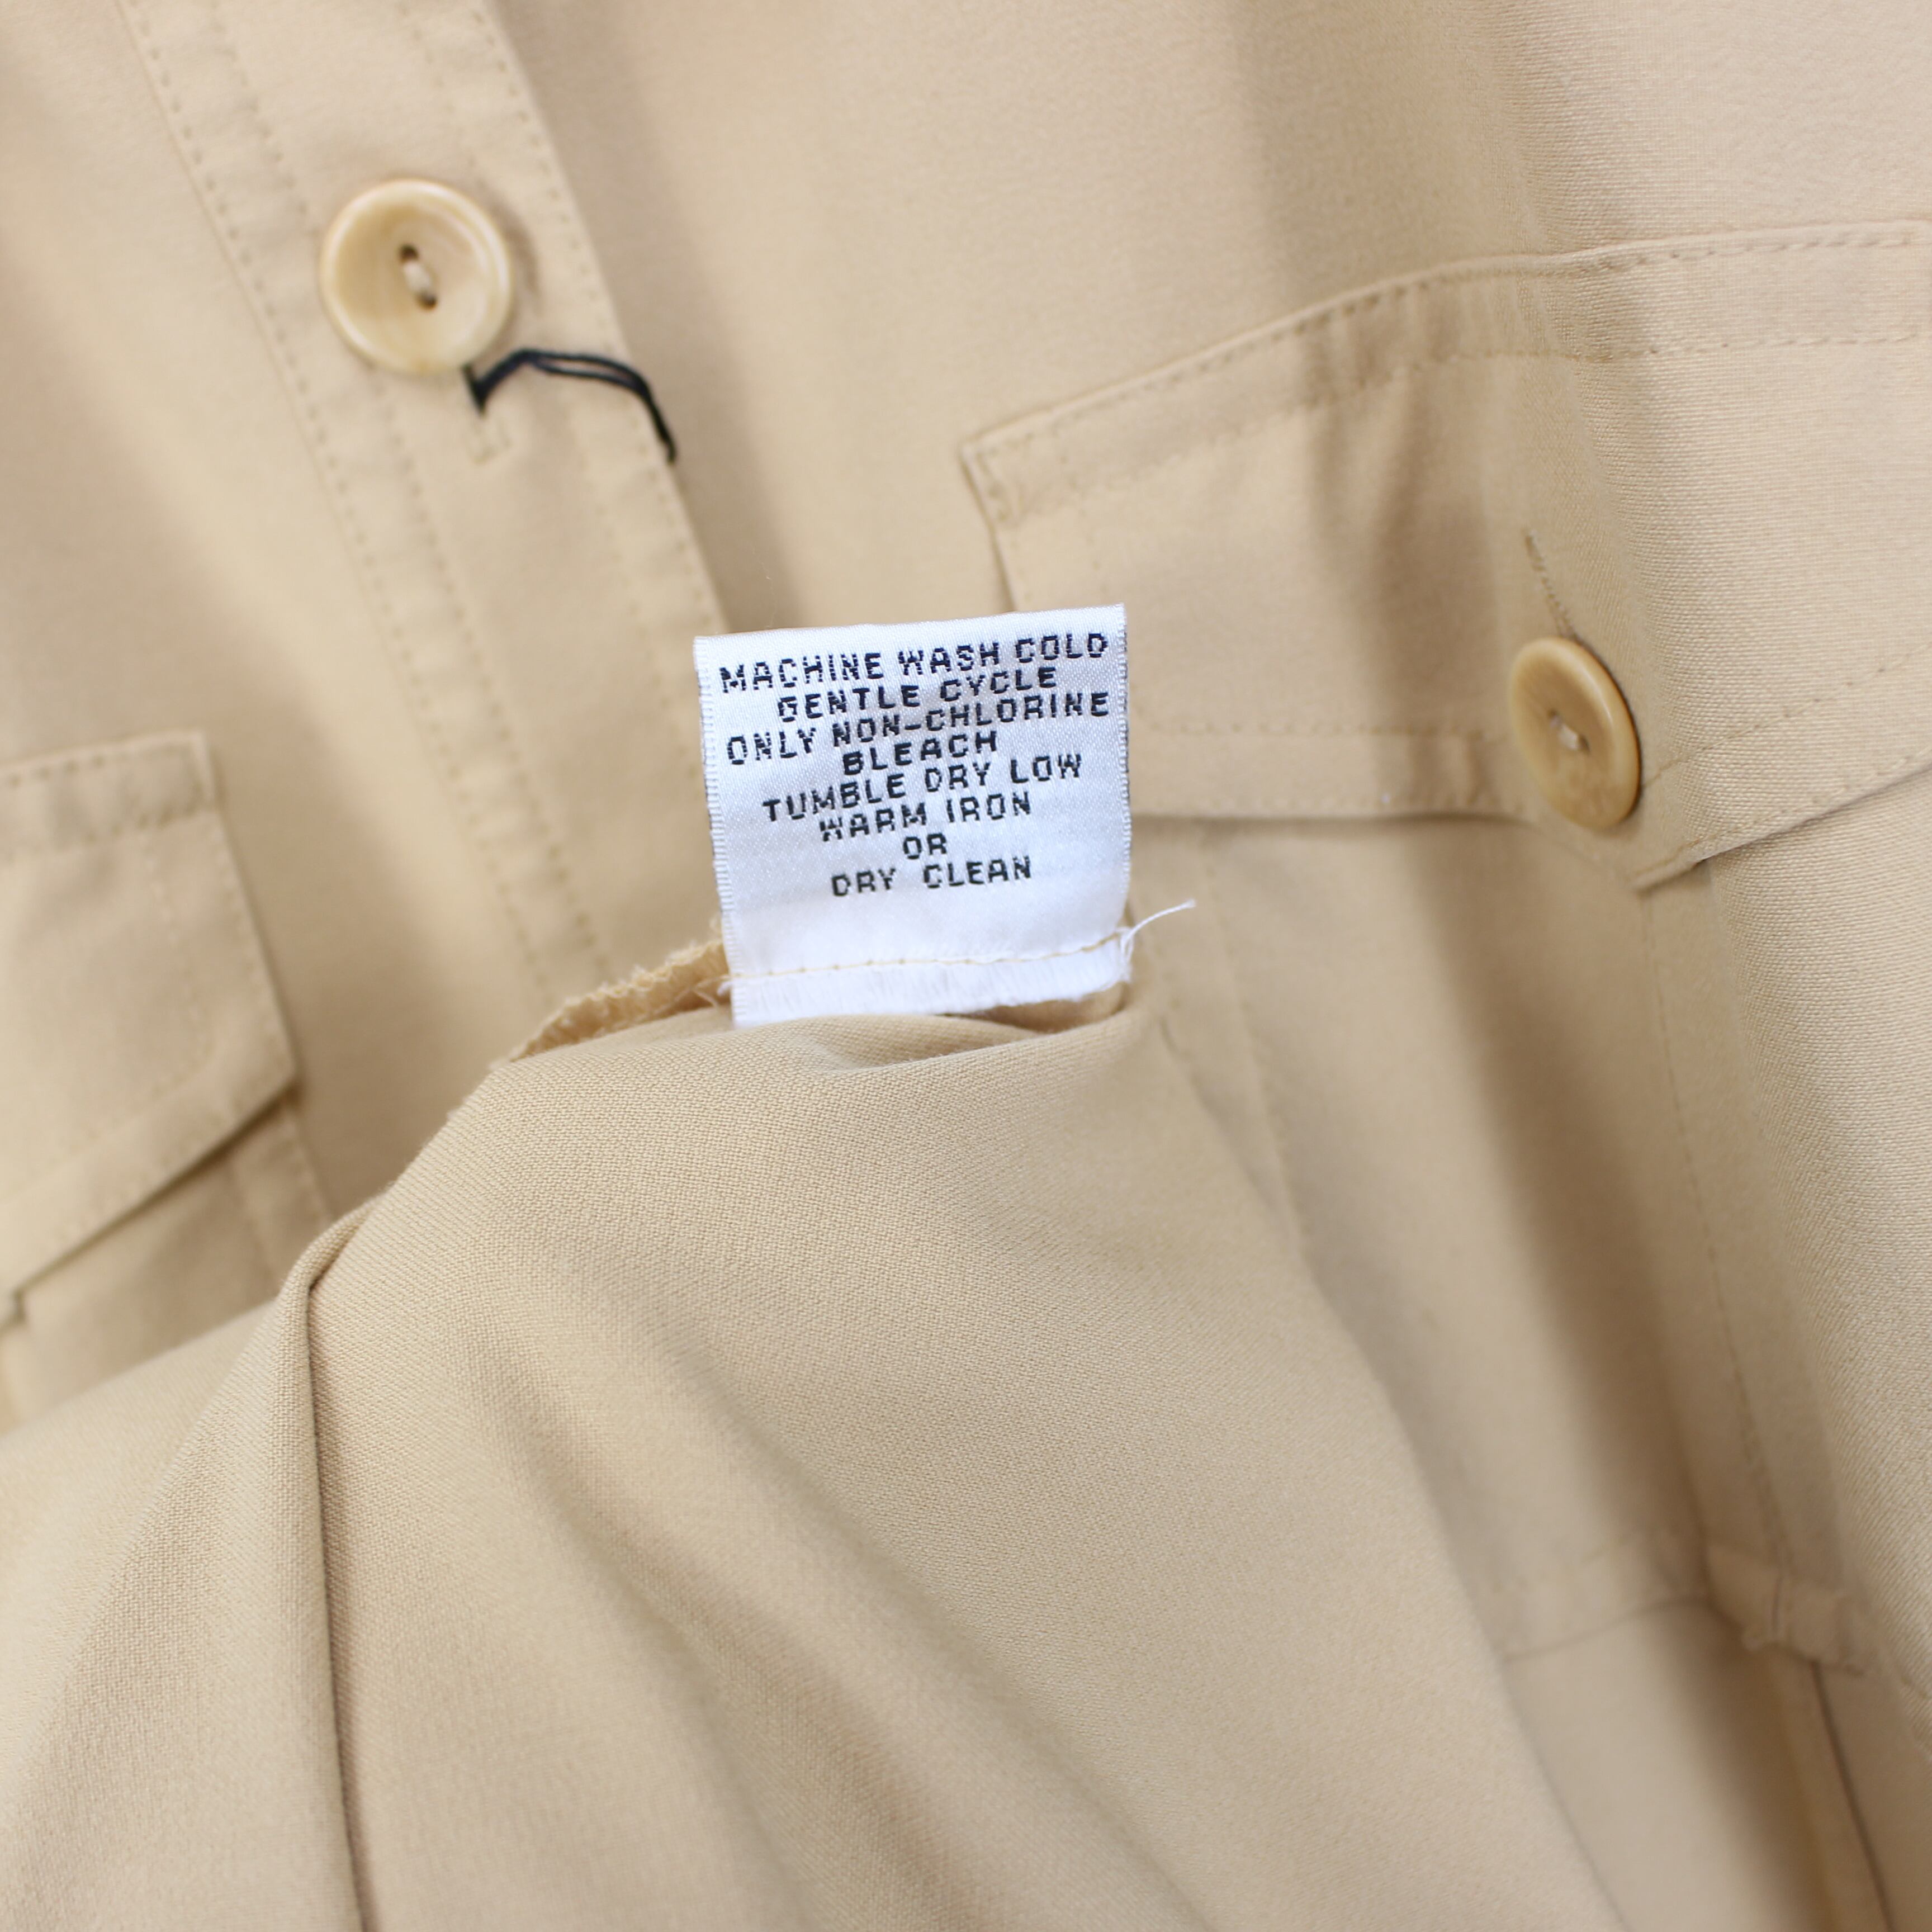 MACHINE WASH COLD
GENTLE CYCLE
ONLY NON-CHLORINE
BLEACH
TUMBLE DRY LOW
WARM IRON
OR
DRY CLEAN